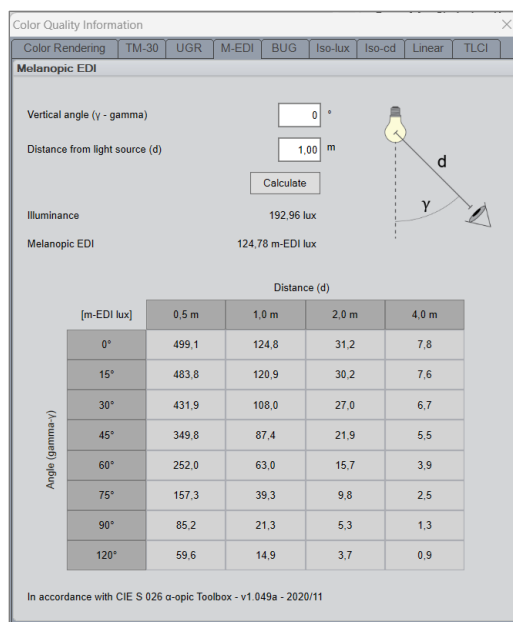 Color Quality Information
Color Rendering TM-30 UGR M-EDI BUG Iso-lux Iso-cd Linear TLCI
Melanopic EDI
Vertical angle (γ - gamma) 0 °
Distance from light source (d) 1,00 m
Calculate
d
γ
Illuminance 192,96 lux
Melanopic EDI 124,78 m-EDI lux
Distance (d)
[m-EDI lux] 0,5 m 1,0 m 2,0 m 4,0 m
Angle (gamma-γ)
0° 499,1 124,8 31,2 7,8
15° 483,8 120,9 30,2 7,6
30° 431,9 108,0 27,0 6,7
45° 349,8 87,4 21,9 5,5
60° 252,0 63,0 15,7 3,9
75° 157,3 39,3 9,8 2,5
90° 85,2 21,3 5,3 1,3
120° 59,6 14,9 3,7 0,9
In accordance with CIE S 026 α-opic Toolbox - v1.049a - 2020/11